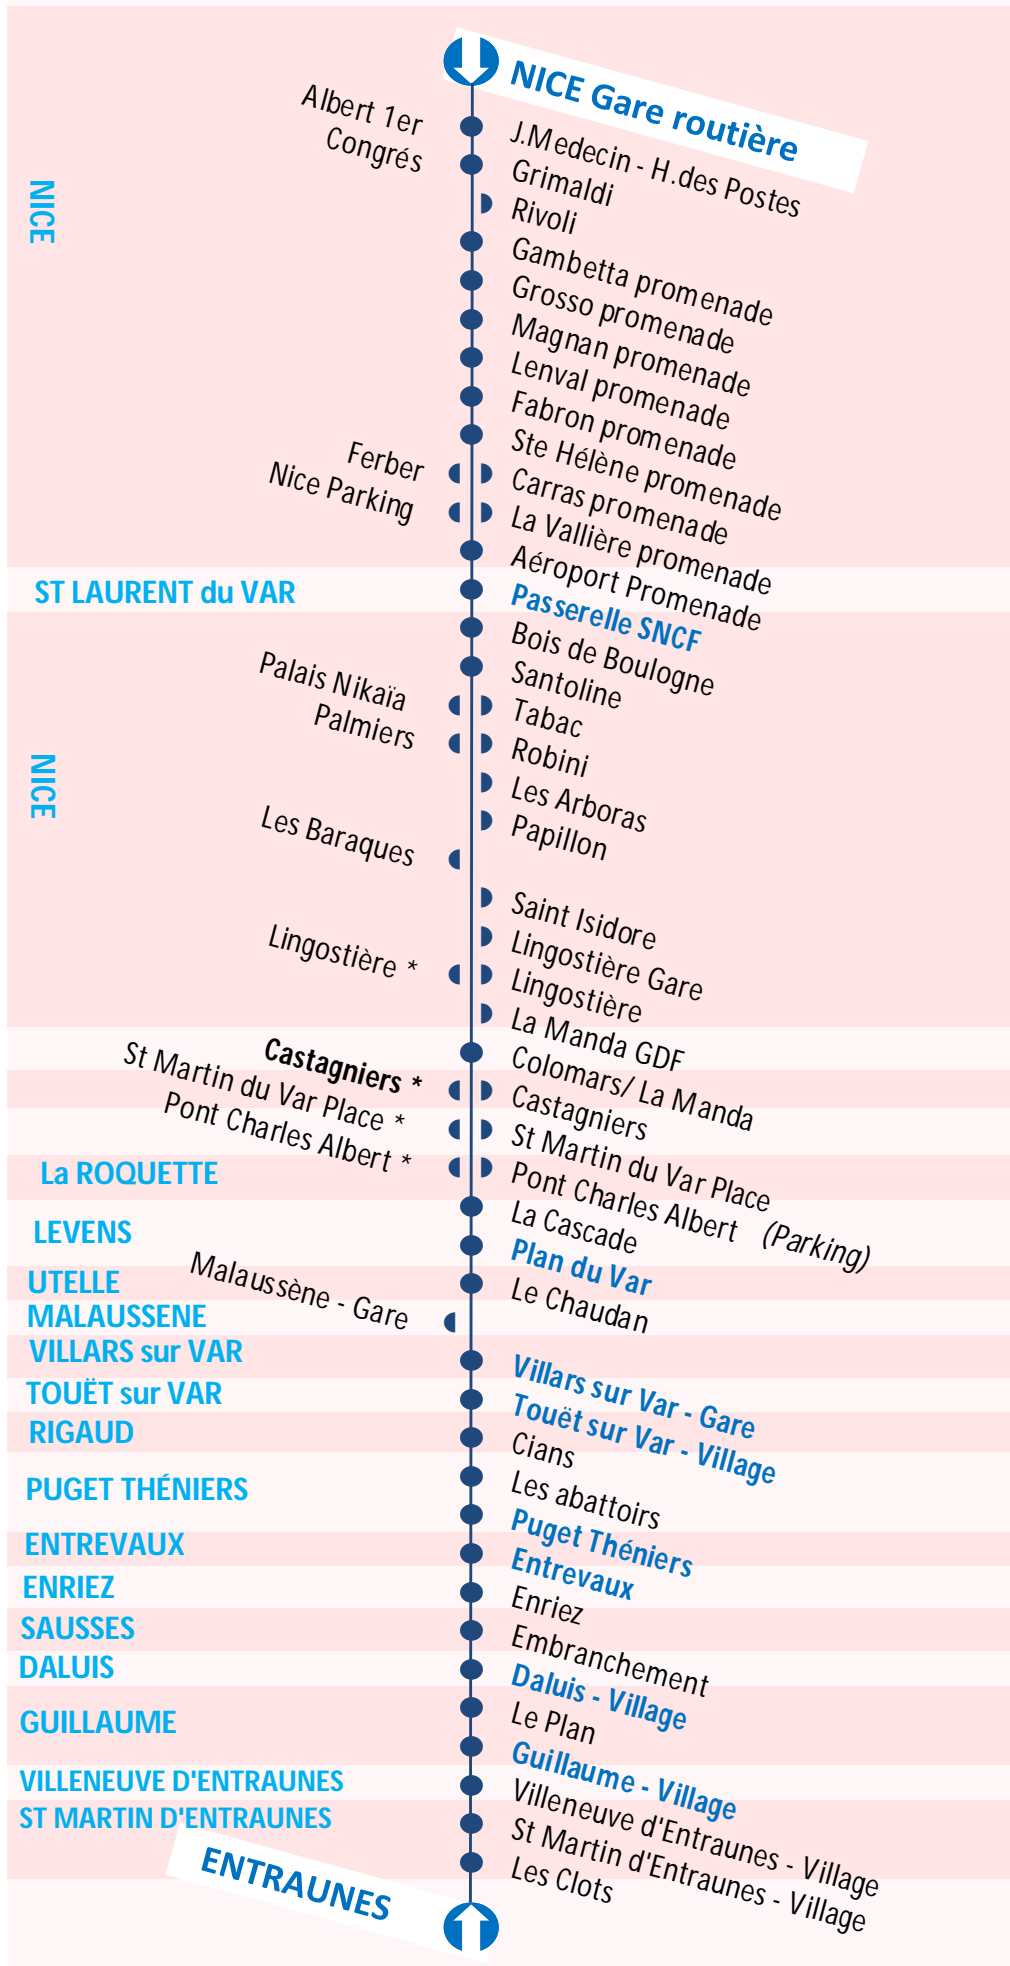 NICE Gare routière
Albert 1er
J.Medecin - H.des Postes
Congrés
Grimaldi
NICE
Rivoli
Gambetta promenade
Grosso promenade
Magnan promenade
Lenval promenade
Fabron promenade
Ste Hélène promenade
Ferber
Carras promenade
Nice Parking
La Vallière promenade
Aéroport Promenade
ST LAURENT du VAR
Passerelle SNCF
Bois de Boulogne
Santoline
Palais Nikaïa
Tabac
Palmiers
Robini
NICE
Les Arboras
Papillon
Les Baraques
Saint Isidore
Lingostière Gare
Lingostière *
Lingostière
La Manda GDF
Colomars/ La Manda
Castagniers *
Castagniers
St Martin du Var Place *
St Martin du Var Place
Pont Charles Albert *
Pont Charles Albert (Parking)
La ROQUETTE
La Cascade
LEVENS
Plan du Var
UTELLE
Le Chaudan
MALAUSSENE
Malaussène - Gare
VILLARS sur VAR
Villars sur Var - Gare
TOUËT sur VAR
Touët sur Var - Village
RIGAUD
Cians
PUGET THÉNIERS
Les abattoirs
Puget Théniers
ENTREVAUX
Entrevaux
ENRIEZ
Enriez
SAUSSES
Embranchement
DALUIS
Daluis - Village
GUILLAUME
Le Plan
Guillaume - Village
VILLENEUVE D'ENTRAUNES
Villeneuve d'Entraunes - Village
ST MARTIN D'ENTRAUNES
St Martin d'Entraunes - Village
Les Clots
ENTRAUNES